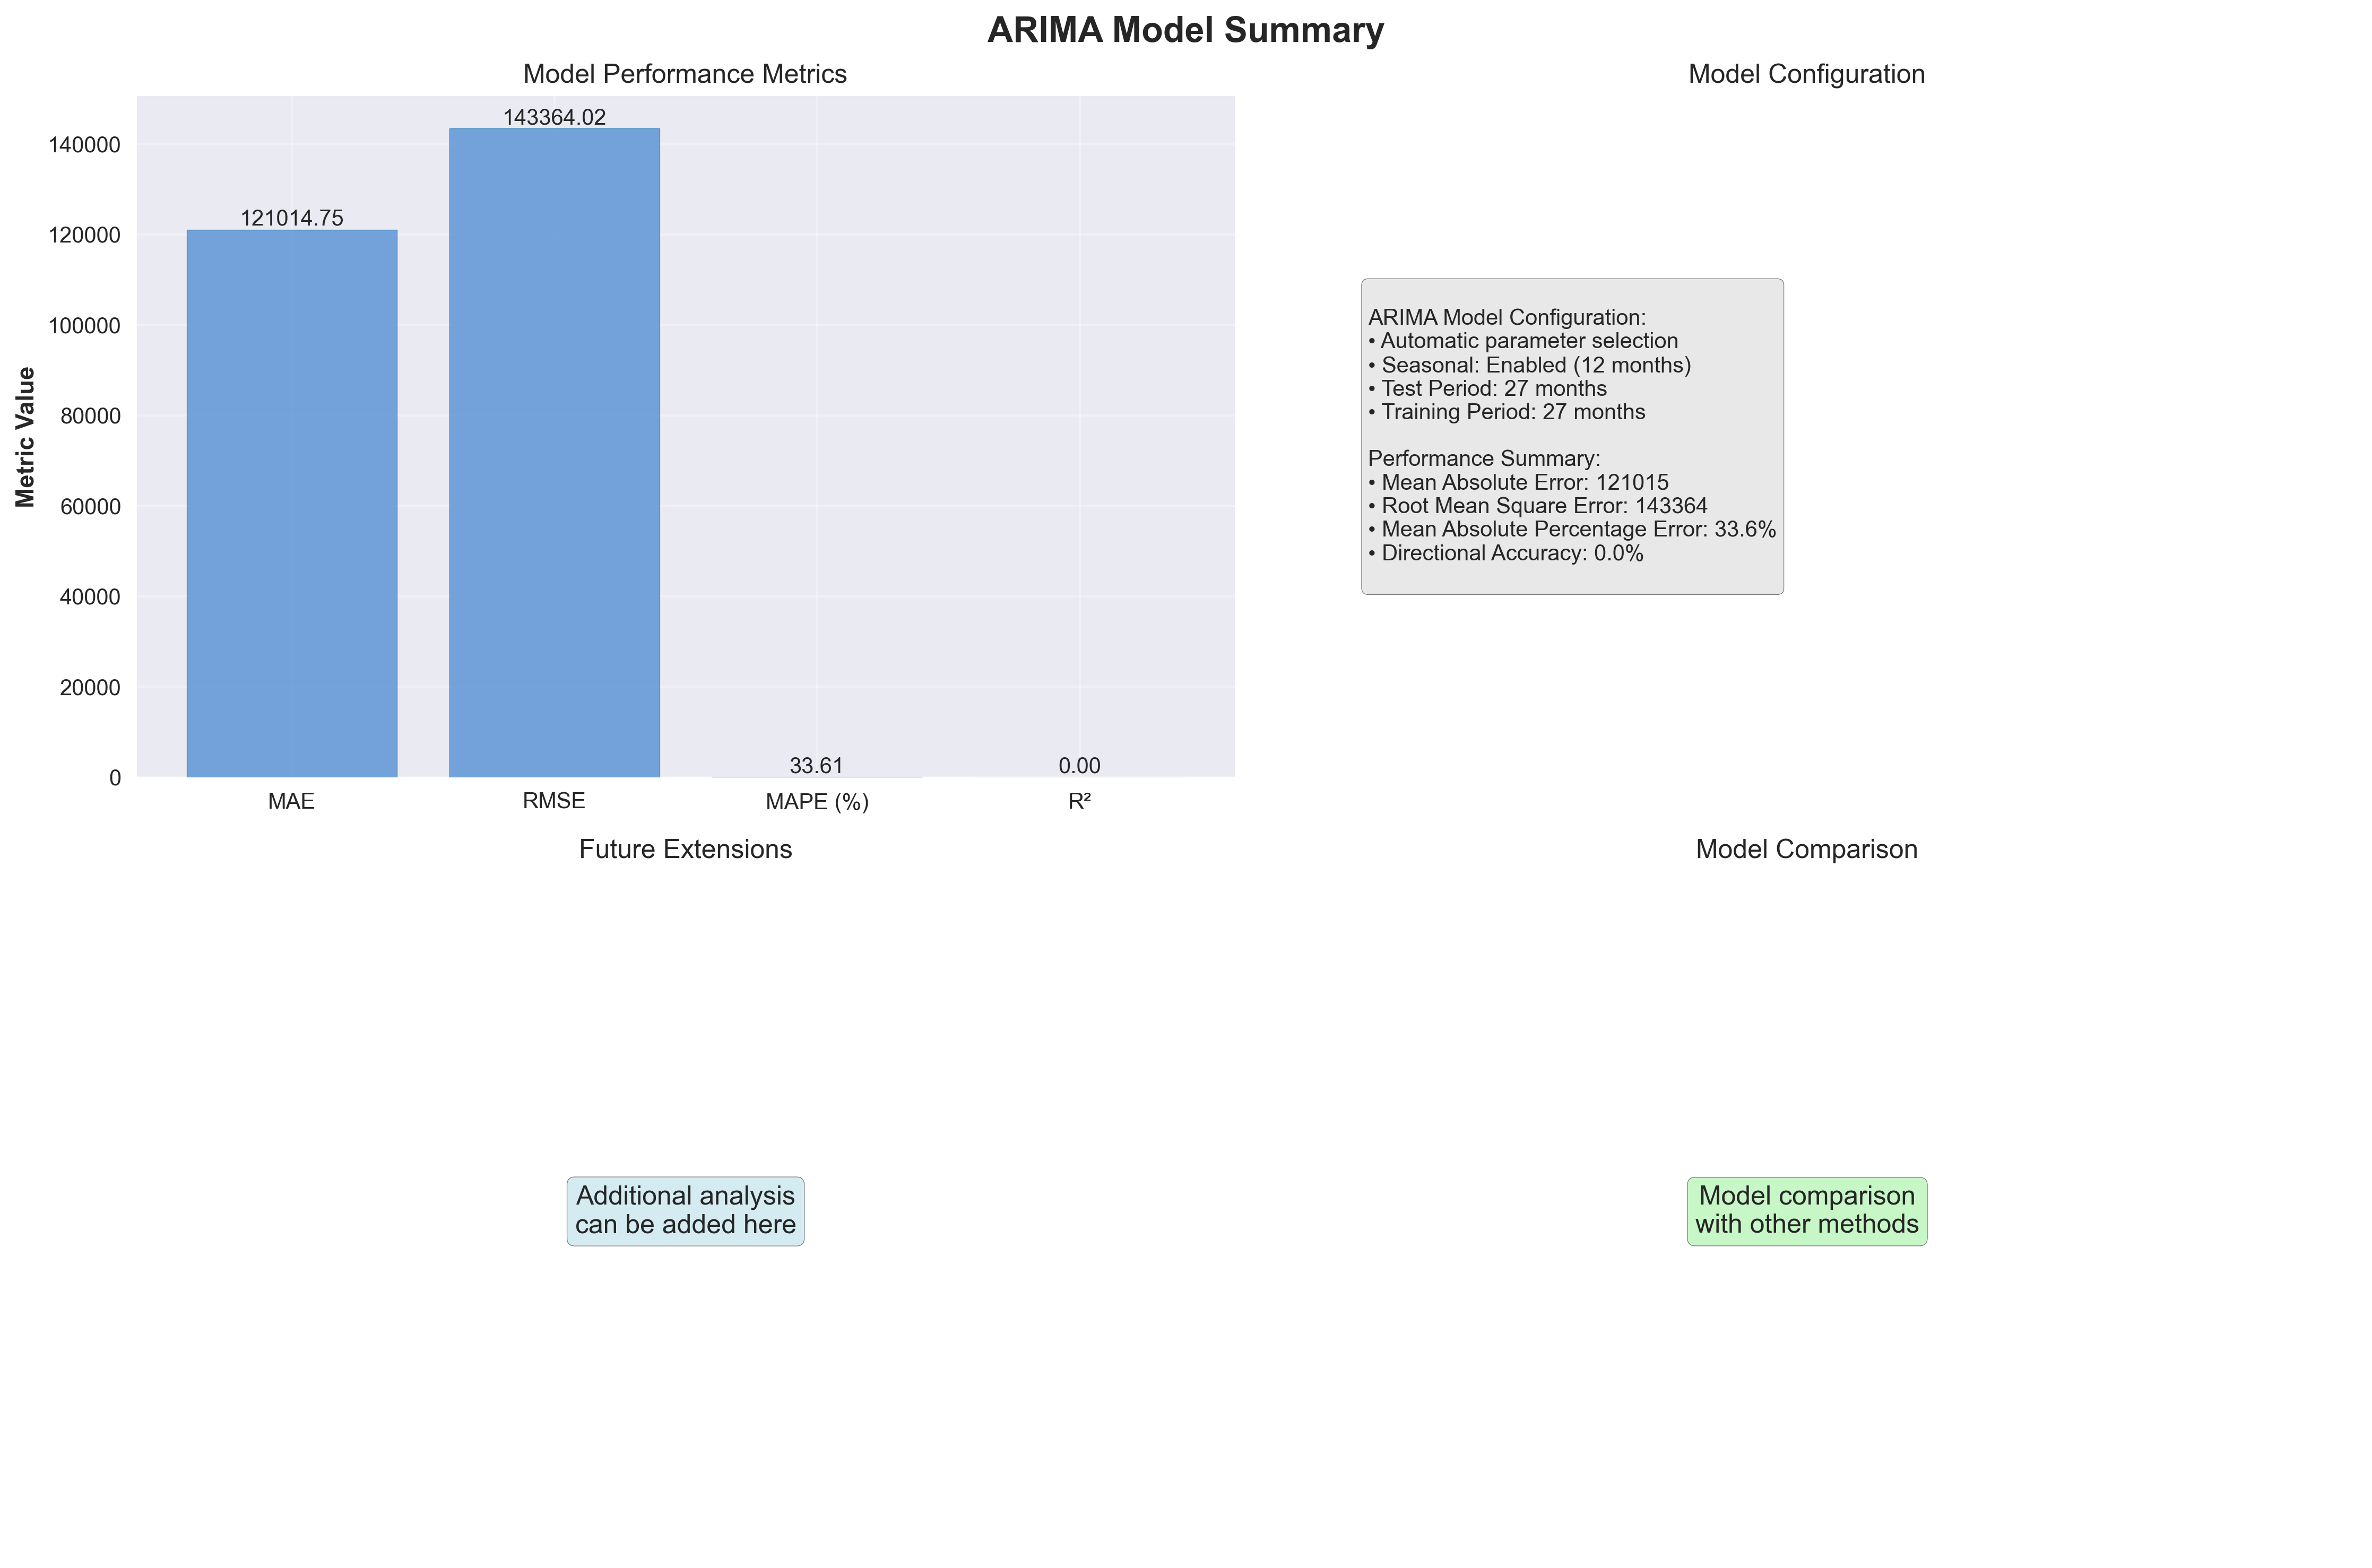 ARIMA Model Summary
Model Performance Metrics
Metric Value
140000
120000
100000
80000
60000
40000
20000
0
121014.75
143364.02
33.61
0.00
MAE
RMSE
MAPE (%)
R²
Model Configuration
ARIMA Model Configuration:
• Automatic parameter selection
• Seasonal: Enabled (12 months)
• Test Period: 27 months
• Training Period: 27 months
Performance Summary:
• Mean Absolute Error: 121015
• Root Mean Square Error: 143364
• Mean Absolute Percentage Error: 33.6%
• Directional Accuracy: 0.0%
Future Extensions
Additional analysis
can be added here
Model Comparison
Model comparison
with other methods